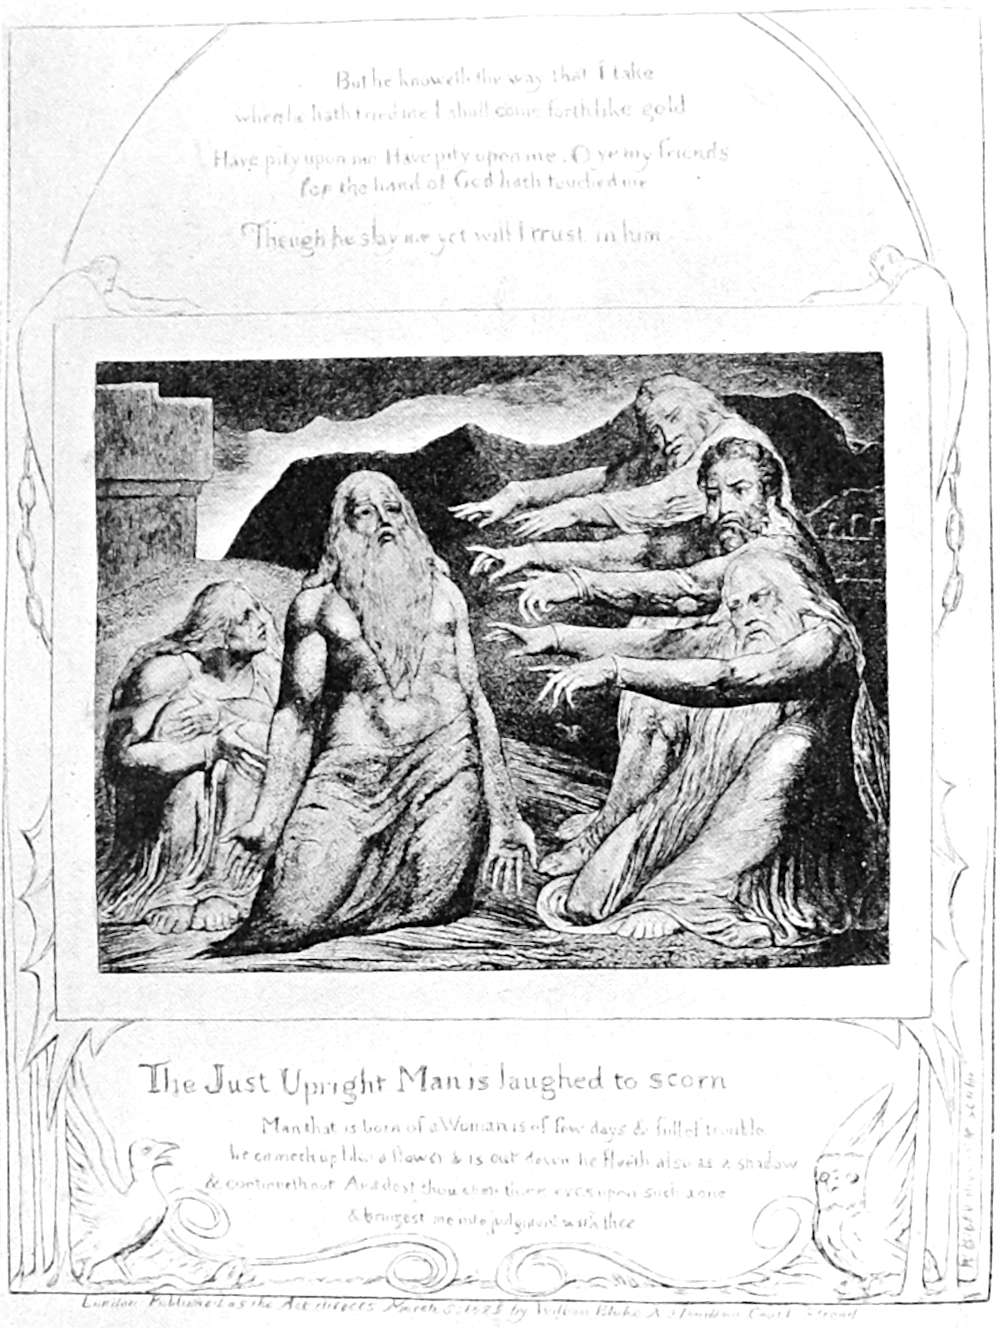 But he knoweth the way that I take
when he hath tried me I shall come forth like gold
Have pity upon me Have pity upon me. O ye my friends
for the hand of God hath touched me
Though he slay me yet will I trust in him
The Just Upright Man is laughed to scorn
Man that is born of a Woman is of few days & full of trouble
he cometh up like a flower & is cut down he fleeth also as a shadow
& continueth not And dost thou open thine eyes upon such a one
& bringest me into judgment with thee
London Published as the Act directs March 8: 1825 by William Blake No 3 Fountain Court Strand